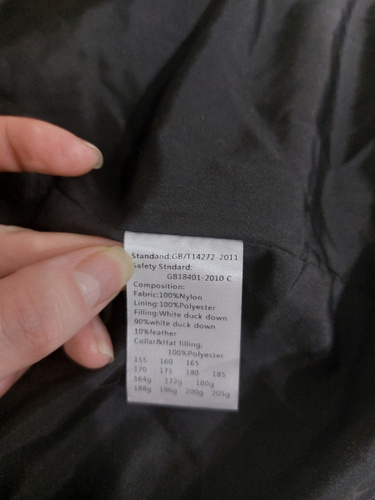 Standand:GB/T14272-2011
Safety Stndard:
GB18401-2010 C
Composition:
Fabric:100%Nylon
Lining:100%Polyester
Filling:White duck down
90%white duck down
10%feather
Collar&Hat filling:
100%Polyester
155 160 165
170 175 180 185
164g 172g 180g
188g 196g 200g 205g